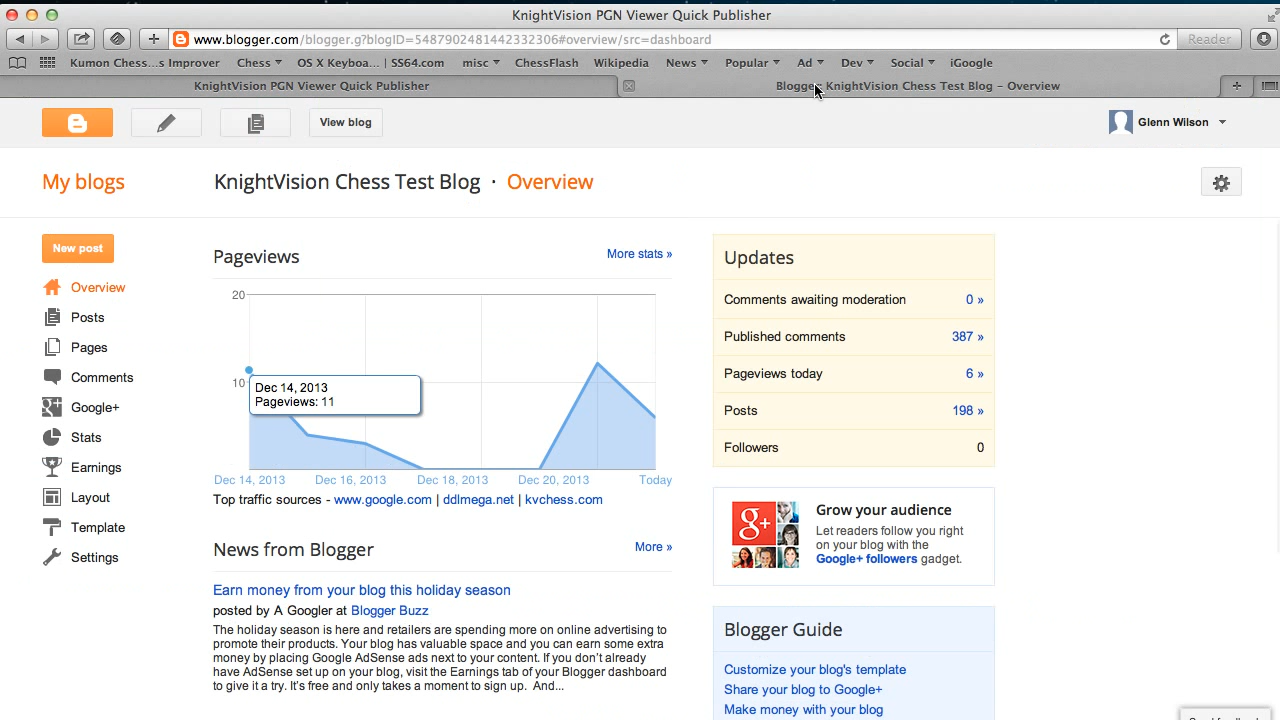 KnightVision PGN Viewer Quick Publisher
www.blogger.com/blogger.g?blogID=5487902481442332306#overview/src=dashboard
Reader
Kumon Ches...s Improver Chess OS X Keyboa... | SS64.com misc ChessFlash Wikipedia News Popular Ad Dev Social iGoogle
KnightVision PGN Viewer Quick Publisher
Blogger: KnightVision Chess Test Blog – Overview
View blog
Glenn Wilson
My blogs
KnightVision Chess Test Blog · Overview
New post
Overview
Posts
Pages
Comments
Google+
Stats
Earnings
Layout
Template
Settings
Pageviews
More stats »
20
10
Dec 14, 2013
Pageviews: 11
Dec 14, 2013 Dec 16, 2013 Dec 18, 2013 Dec 20, 2013 Today
Top traffic sources - www.google.com | ddlmega.net | kvchess.com
News from Blogger
More »
Earn money from your blog this holiday season
posted by A Googler at Blogger Buzz
The holiday season is here and retailers are spending more on online advertising to
promote their products. Your blog has valuable space and you can earn some extra
money by placing Google AdSense ads next to your content. If you don't already
have AdSense set up on your blog, visit the Earnings tab of your Blogger dashboard
to give it a try. It's free and only takes a moment to sign up. And...
Updates
Comments awaiting moderation 0 »
Published comments 387 »
Pageviews today 6 »
Posts 198 »
Followers 0
g+
Grow your audience
Let readers follow you right
on your blog with the
Google+ followers gadget.
Blogger Guide
Customize your blog's template
Share your blog to Google+
Make money with your blog